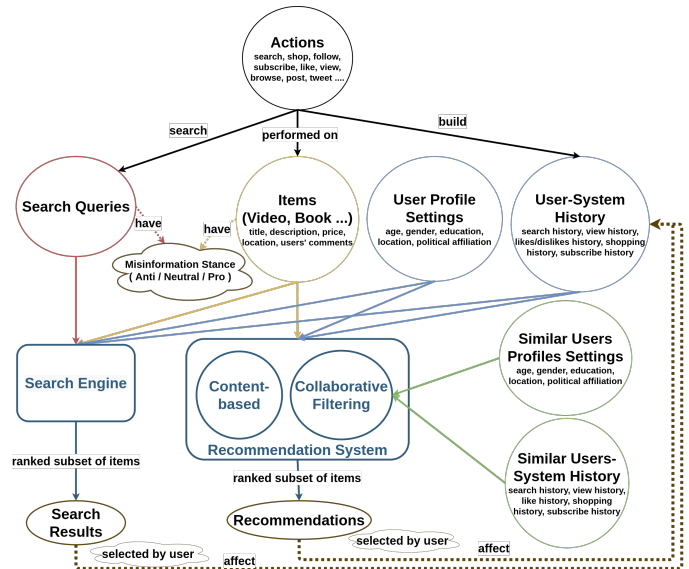 Actions
search, shop, follow,
subscribe, like, view,
browse, post, tweet ....
search
performed on
build
Search Queries
have
have
Items
(Video, Book ...)
title, description, price,
location, users' comments
User Profile
Settings
age, gender, education,
location, political affiliation
User-System
History
search history, view history,
likes/dislikes history, shopping
history, subscribe history
Misinformation Stance
( Anti / Neutral / Pro )
Search Engine
Content-
based
Collaborative
Filtering
Recommendation System
Similar Users
Profiles Settings
age, gender, education,
location, political affiliation
Similar Users-
System History
search history, view history,
like history, shopping
history, subscribe history
ranked subset of items
ranked subset of items
Search
Results
Recommendations
selected by user
selected by user
affect
affect